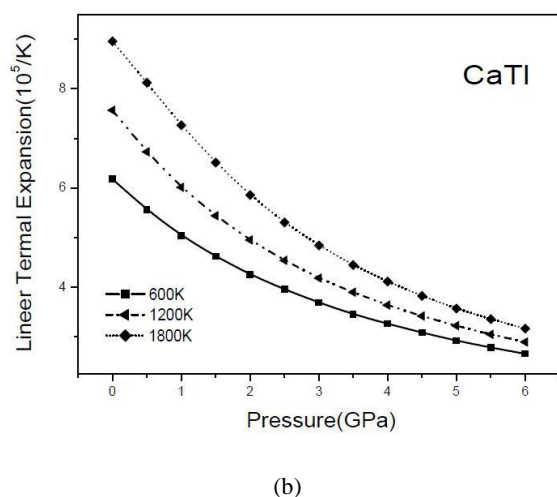 CaTl
Lineer Termal Expansion(10⁵/K)
8
6
4
600K
1200K
1800K
0 1 2 3 4 5 6
Pressure(GPa)
(b)